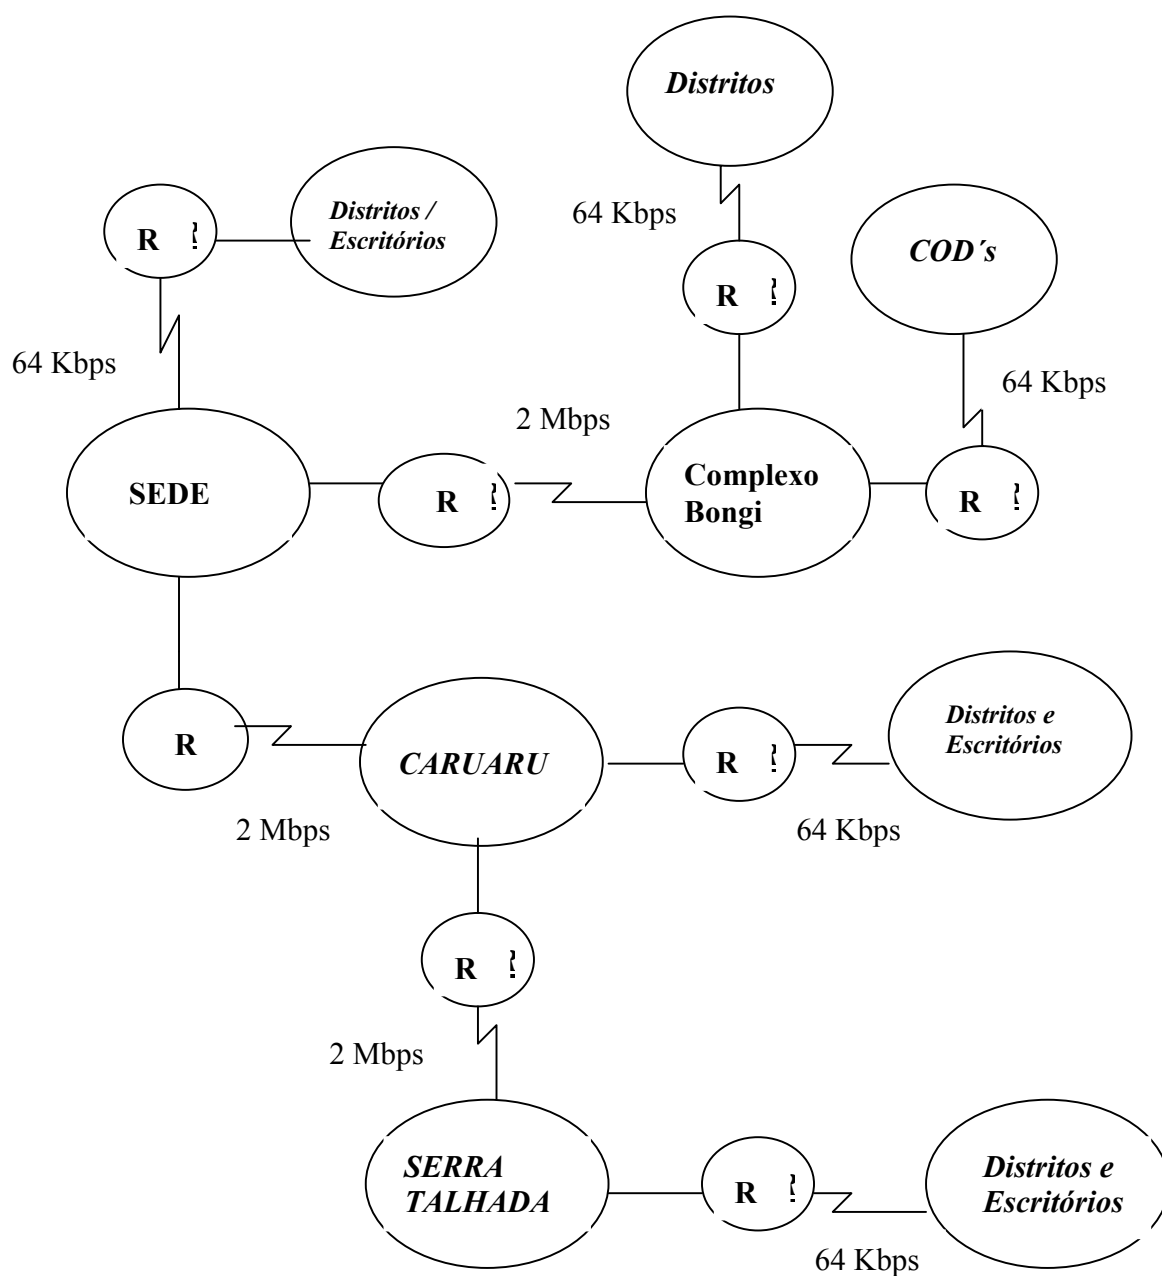 Distritos
Distritos /
Escritórios
R
64 Kbps
COD´s
R
64 Kbps
64 Kbps
2 Mbps
SEDE
R
Complexo
Bongi
R
R
CARUARU
R
Distritos e
Escritórios
2 Mbps
64 Kbps
R
2 Mbps
SERRA
TALHADA
R
Distritos e
Escritórios
64 Kbps